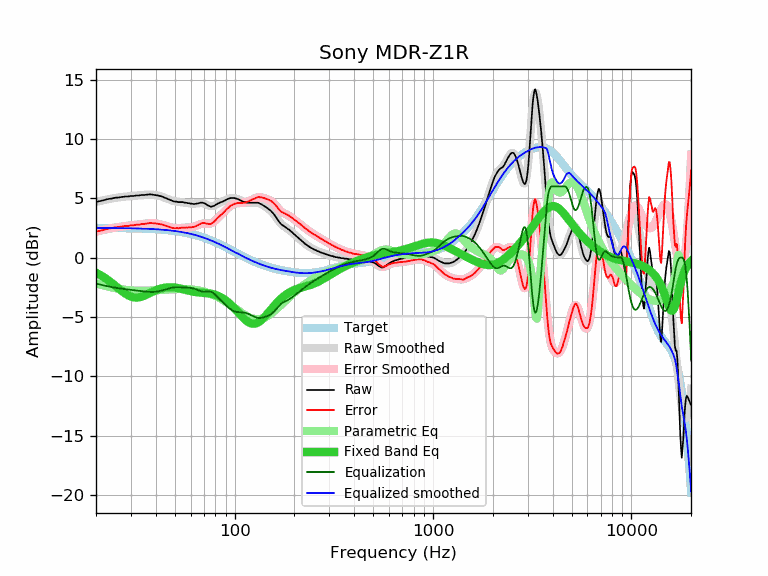 Sony MDR-Z1R
15
10
5
0
−5
−10
−15
−20
Amplitude (dBr)
Target
Raw Smoothed
Error Smoothed
Raw
Error
Parametric Eq
Fixed Band Eq
Equalization
Equalized smoothed
100 1000 10000
Frequency (Hz)